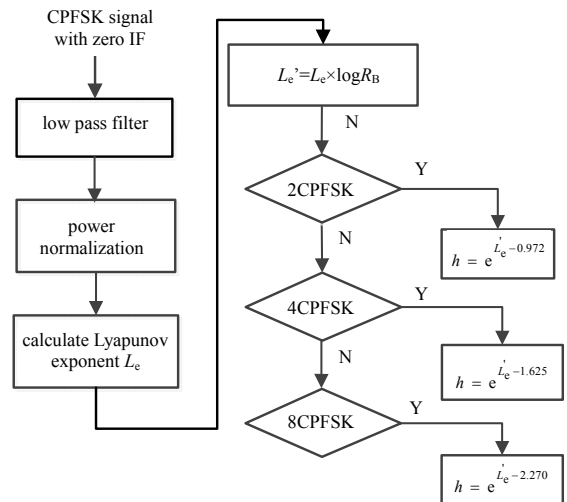 CPFSK signal
with zero IF
low pass filter
power
normalization
calculate Lyapunov
exponent Le
Le’=Le×logRB
N
2CPFSK
Y
h = e^Le'−0.972
N
4CPFSK
Y
h = e^Le'−1.625
N
8CPFSK
Y
h = e^Le'−2.270